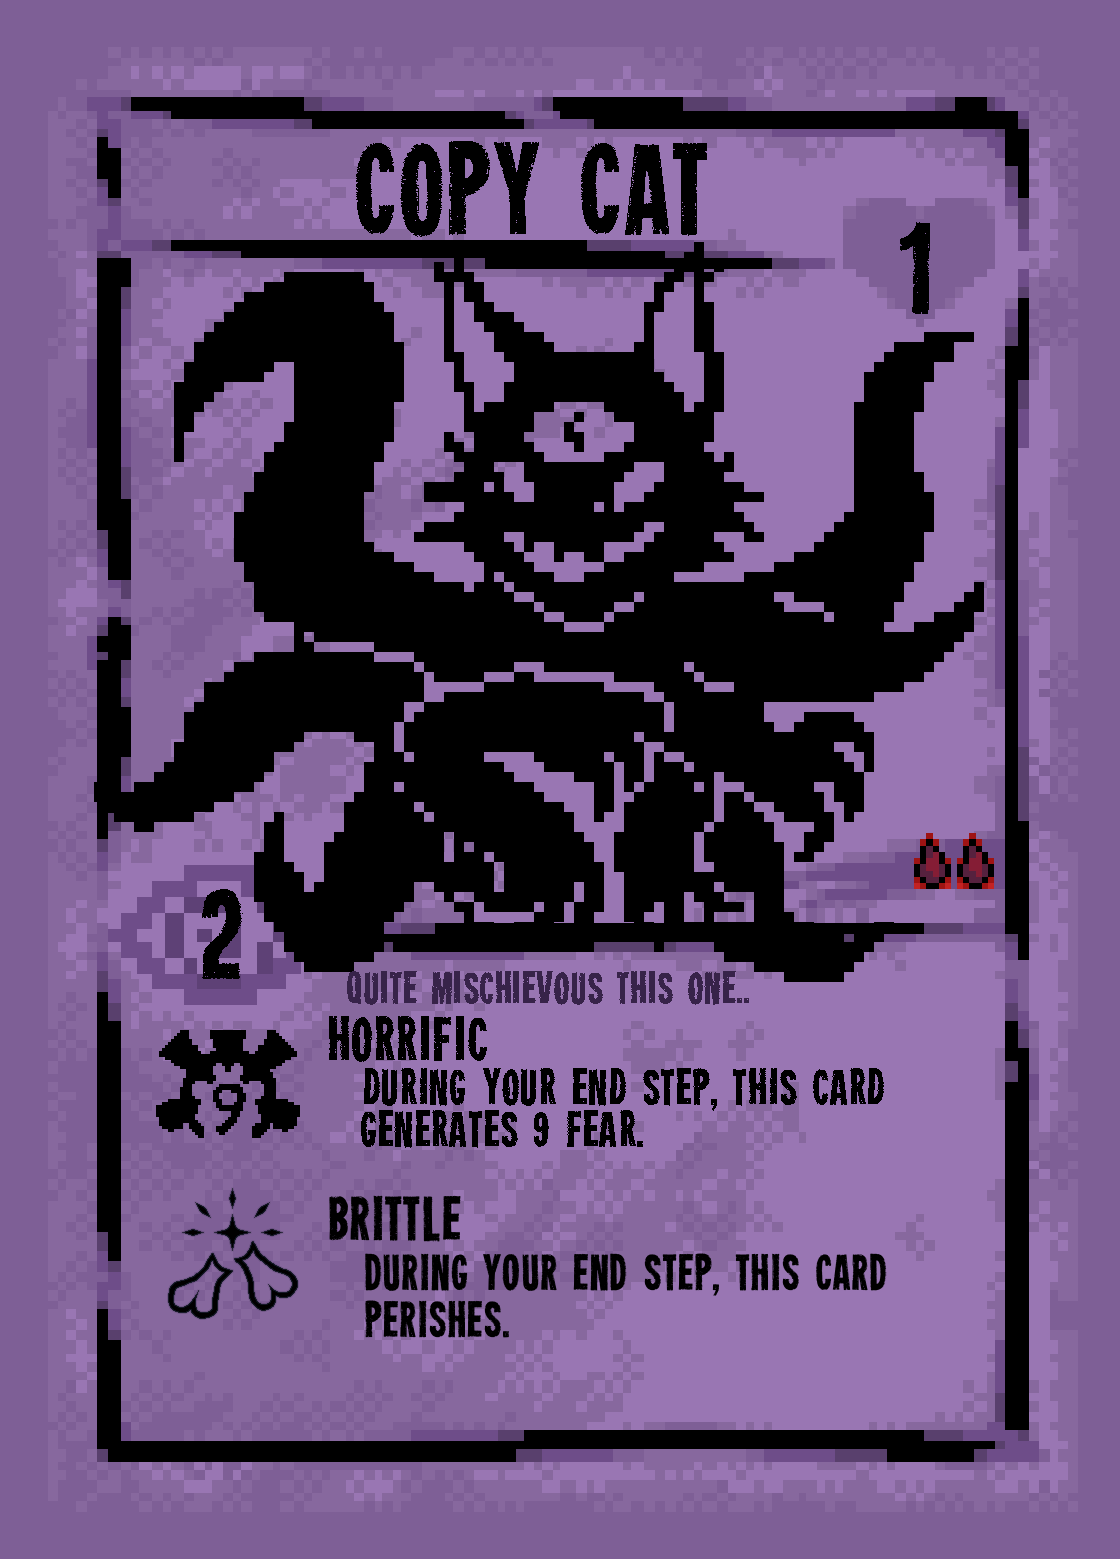 COPY CAT
1
2
QUITE MISCHIEVOUS THIS ONE..
HORRIFIC
9
DURING YOUR END STEP, THIS CARD
GENERATES 9 FEAR.
BRITTLE
DURING YOUR END STEP, THIS CARD
PERISHES.